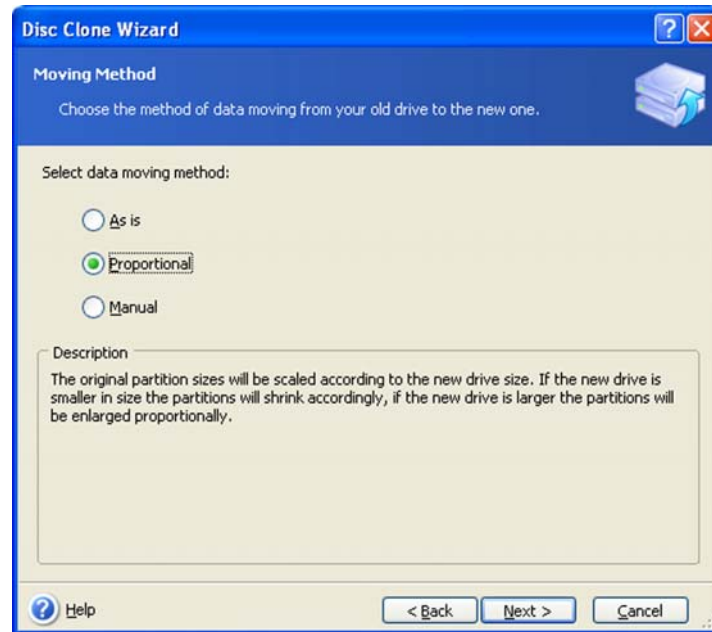 Disc Clone Wizard
Moving Method
Choose the method of data moving from your old drive to the new one.
Select data moving method:
As is
Proportional
Manual
Description
The original partition sizes will be scaled according to the new drive size. If the new drive is
smaller in size the partitions will shrink accordingly, if the new drive is larger the partitions will
be enlarged proportionally.
? Help
< Back Next > Cancel